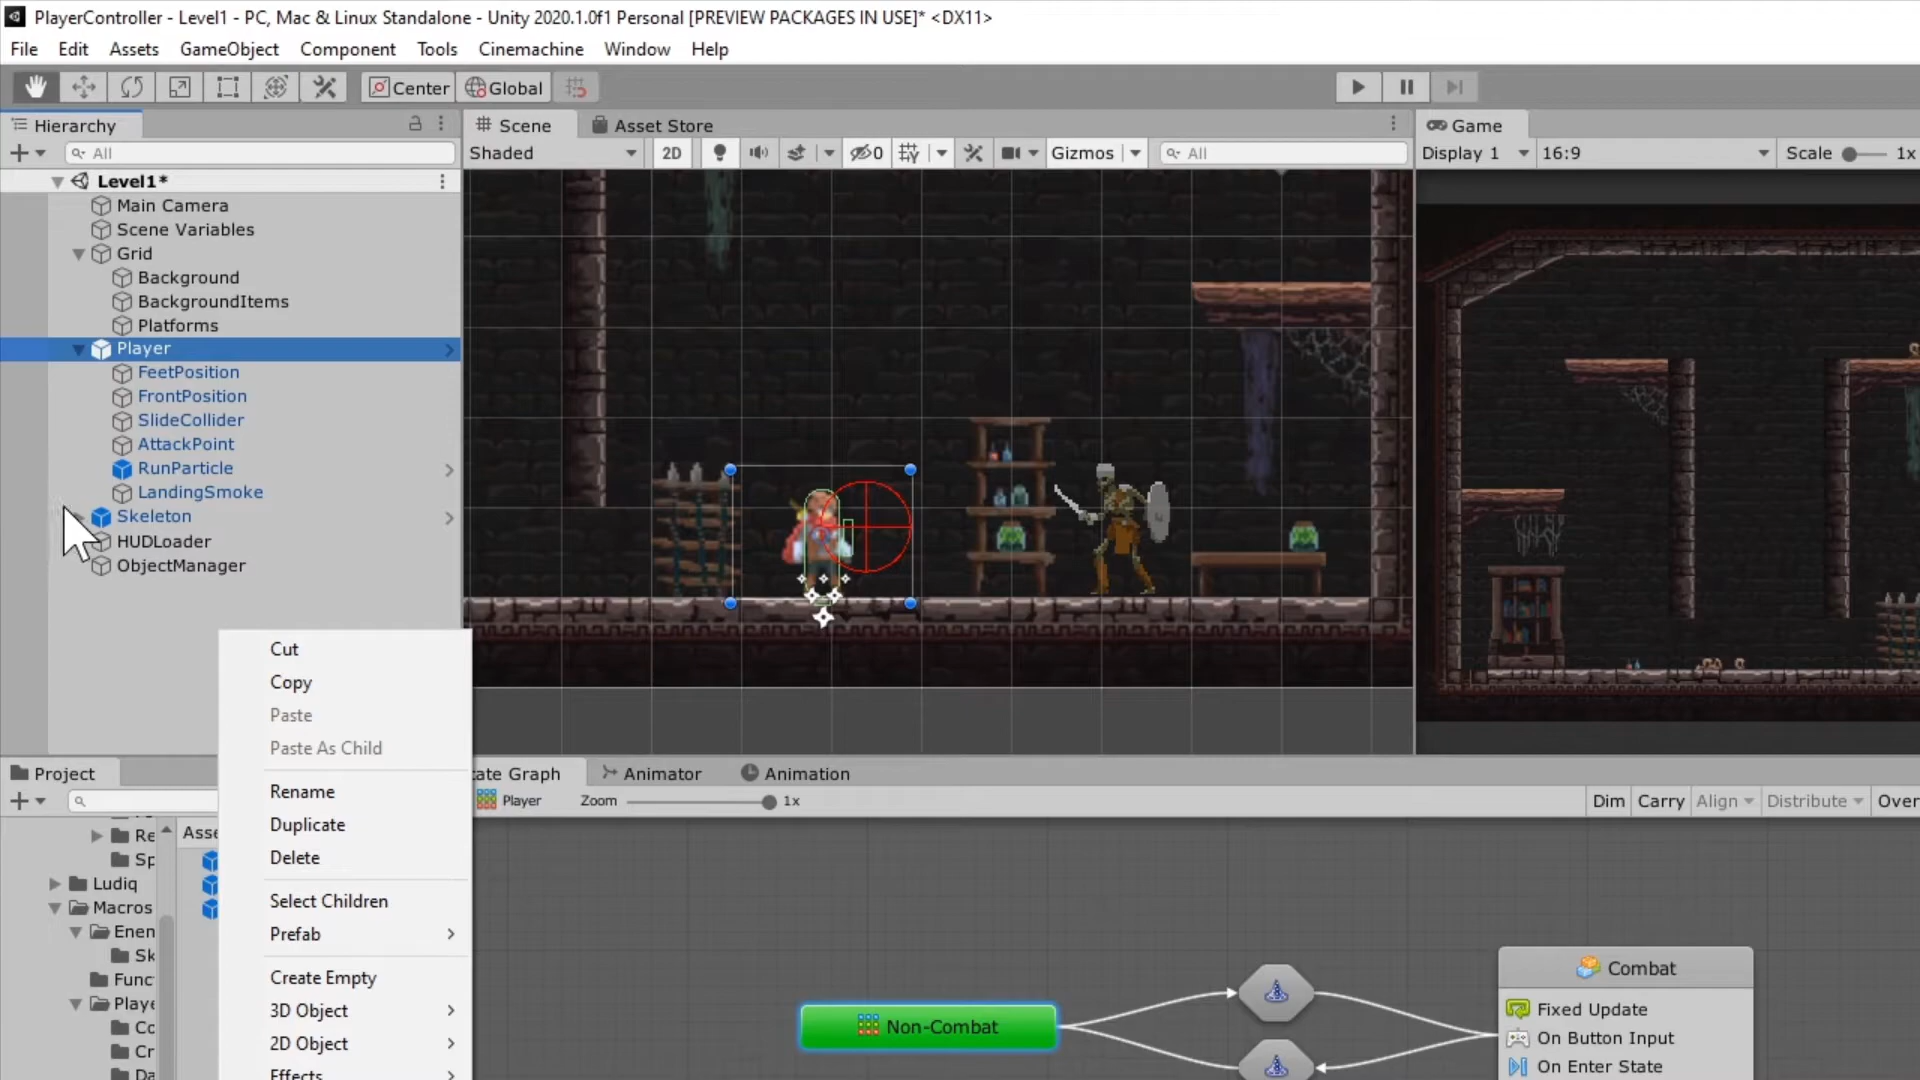 PlayerController - Level1 - PC, Mac & Linux Standalone - Unity 2020.1.0f1 Personal [PREVIEW PACKAGES IN USE]* <DX11>
File Edit Assets GameObject Component Tools Cinemachine Window Help
Center Global
Hierarchy
All
Level1*
Main Camera
Scene Variables
Grid
Background
BackgroundItems
Platforms
Player
FeetPosition
FrontPosition
SlideCollider
AttackPoint
RunParticle
LandingSmoke
Skeleton
HUDLoader
ObjectManager
Scene Asset Store
Shaded 2D 0 Gizmos All
Game
Display 1 16:9 Scale 1x
Cut
Copy
Paste
Paste As Child
Rename
Duplicate
Delete
Select Children
Prefab
Create Empty
3D Object
2D Object
Effects
Project
Asse
Re
Sp
Ludiq
Macros
Enen
Sk
Func
Playe
Co
Cr
Da
ate Graph Animator Animation
Player Zoom 1x Dim Carry Align Distribute Over
Non-Combat
Combat
Fixed Update
On Button Input
On Enter State